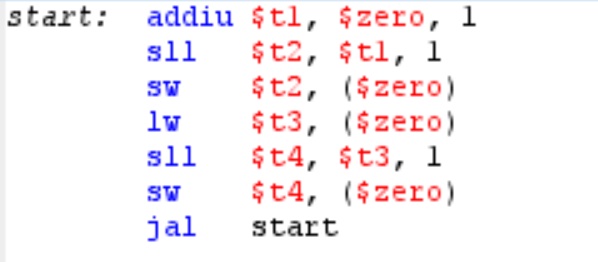 start: addiu $t1, $zero, 1
sll $t2, $t1, 1
sw $t2, ($zero)
lw $t3, ($zero)
sll $t4, $t3, 1
sw $t4, ($zero)
jal start